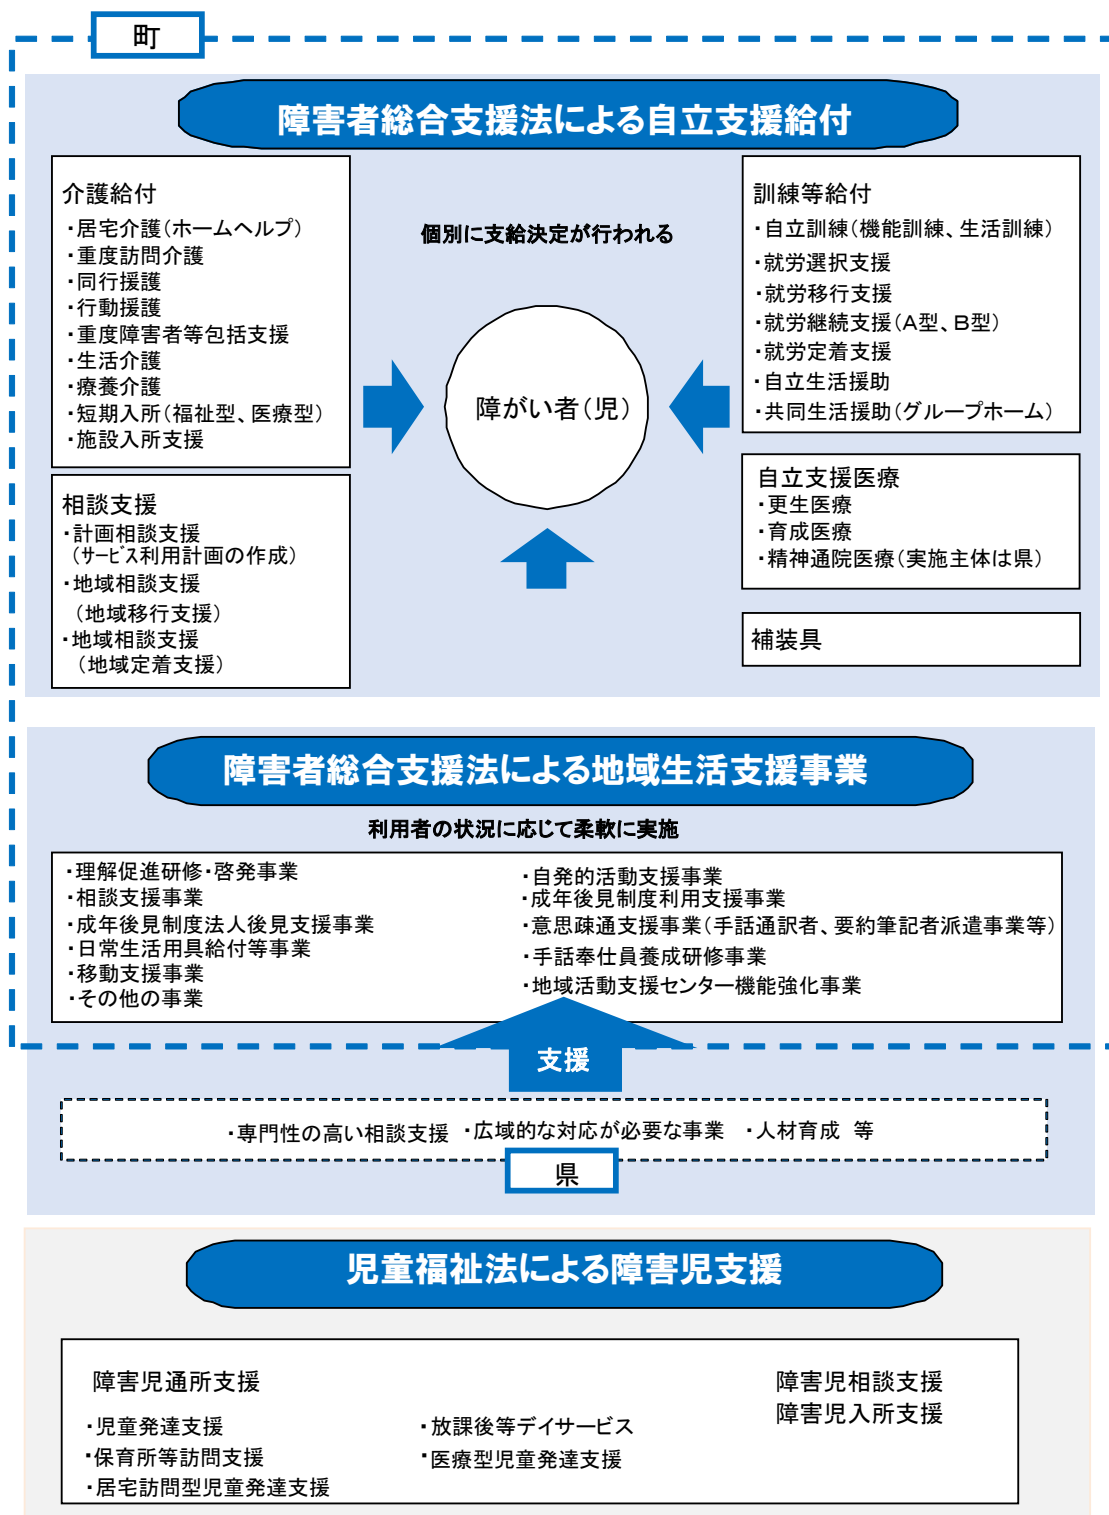 町
障害者総合支援法による自立支援給付
介護給付
・居宅介護（ホームヘルプ）
・重度訪問介護
・同行援護
・行動援護
・重度障害者等包括支援
・生活介護
・療養介護
・短期入所（福祉型、医療型）
・施設入所支援
個別に支給決定が行われる
障がい者（児）
訓練等給付
・自立訓練（機能訓練、生活訓練）
・就労選択支援
・就労移行支援
・就労継続支援（Ａ型、Ｂ型）
・就労定着支援
・自立生活援助
・共同生活援助（グループホーム）
相談支援
・計画相談支援
（サービス利用計画の作成）
・地域相談支援
（地域移行支援）
・地域相談支援
（地域定着支援）
自立支援医療
・更生医療
・育成医療
・精神通院医療（実施主体は県）
補装具
障害者総合支援法による地域生活支援事業
利用者の状況に応じて柔軟に実施
・理解促進研修・啓発事業
・相談支援事業
・成年後見制度法人後見支援事業
・日常生活用具給付等事業
・移動支援事業
・その他の事業
・自発的活動支援事業
・成年後見制度利用支援事業
・意思疎通支援事業（手話通訳者、要約筆記者派遣事業等）
・手話奉仕員養成研修事業
・地域活動支援センター機能強化事業
支援
・専門性の高い相談支援 ・広域的な対応が必要な事業 ・人材育成 等
県
児童福祉法による障害児支援
障害児通所支援
・児童発達支援
・保育所等訪問支援
・居宅訪問型児童発達支援
・放課後等デイサービス
・医療型児童発達支援
障害児相談支援
障害児入所支援